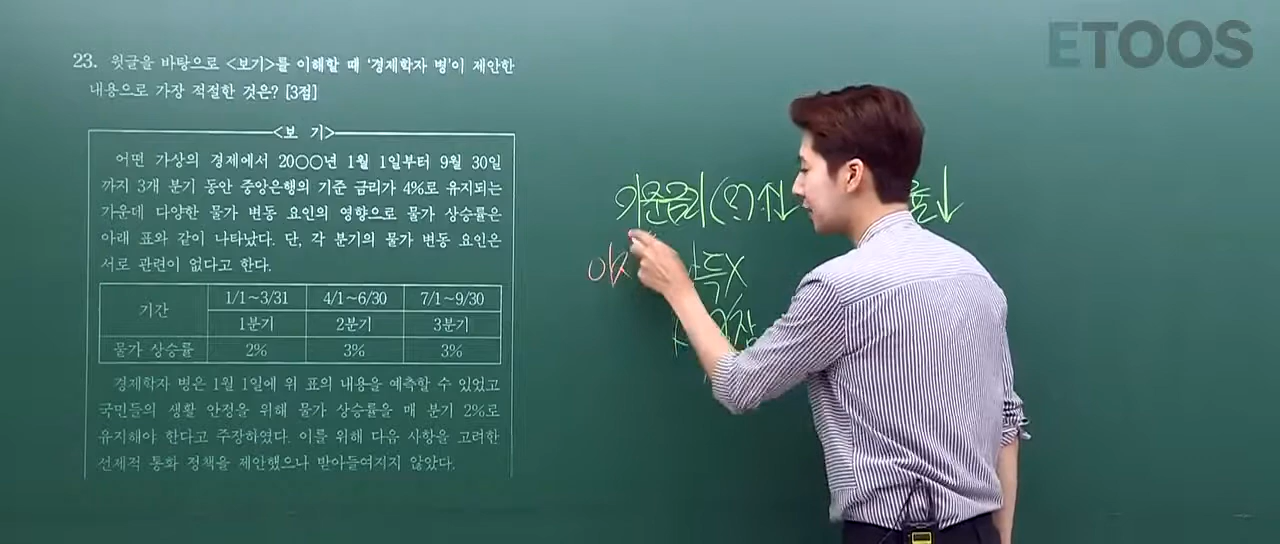 ETOOS
23. 윗글을 바탕으로 <보기>를 이해할 때 '경제학자 병'이 제안한
내용으로 가장 적절한 것은? [3점]
<보 기>
어떤 가상의 경제에서 20○○년 1월 1일부터 9월 30일
까지 3개 분기 동안 중앙은행의 기준 금리가 4%로 유지되는
가운데 다양한 물가 변동 요인의 영향으로 물가 상승률은
아래 표와 같이 나타났다. 단, 각 분기의 물가 변동 요인은
서로 관련이 없다고 한다.
기간 1/1~3/31 4/1~6/30 7/1~9/30
1분기 2분기 3분기
물가 상승률 2% 3% 3%
경제학자 병은 1월 1일에 위 표의 내용을 예측할 수 있었고
국민들의 생활 안정을 위해 물가 상승률을 매 분기 2%로
유지해야 한다고 주장하였다. 이를 위해 다음 사항을 고려한
선제적 통화 정책을 제안했으나 받아들여지지 않았다.
기준금리(?)↑↓ ↓